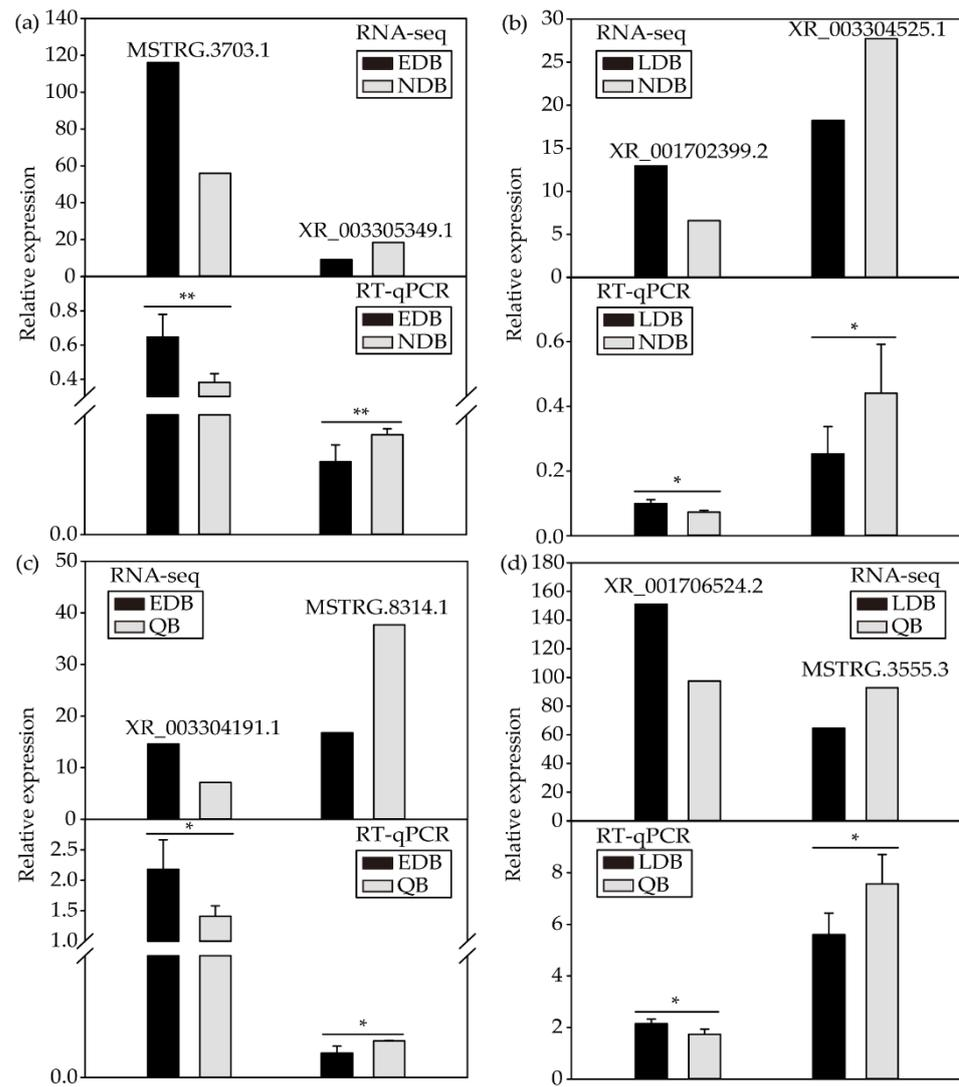 (a)
140
120
100
80
60
40
20
0
MSTRG.3703.1
RNA-seq
EDB
NDB
XR_003305349.1
Relative expression
0.8
0.6
0.4
0.0
**
RT-qPCR
EDB
NDB
**
(b)
30
25
20
15
10
5
0
RNA-seq
LDB
NDB
XR_003304525.1
XR_001702399.2
Relative expression
0.6
0.4
0.2
0.0
RT-qPCR
LDB
NDB
*
*
(c)
50
40
30
20
10
0
RNA-seq
EDB
QB
MSTRG.8314.1
XR_003304191.1
Relative expression
2.5
2.0
1.5
1.0
0.0
*
RT-qPCR
EDB
QB
*
(d)
180
160
140
120
100
80
60
40
20
0
XR_001706524.2
RNA-seq
LDB
QB
MSTRG.3555.3
Relative expression
8
6
4
2
0
RT-qPCR
LDB
QB
*
*